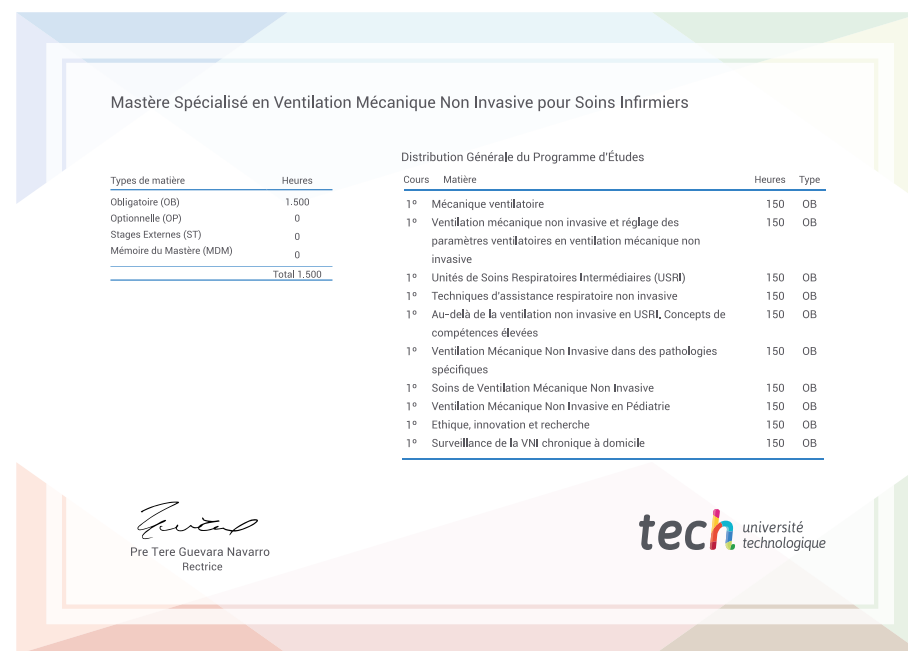 Mastère Spécialisé en Ventilation Mécanique Non Invasive pour Soins Infirmiers
Types de matière Heures
Obligatoire (OB) 1.500
Optionnelle (OP) 0
Stages Externes (ST) 0
Mémoire du Mastère (MDM) 0
Total 1.500
Distribution Générale du Programme d'Études
Cours Matière Heures Type
1º Mécanique ventilatoire 150 OB
1º Ventilation mécanique non invasive et réglage des 150 OB
paramètres ventilatoires en ventilation mécanique non
invasive
1º Unités de Soins Respiratoires Intermédiaires (USRI) 150 OB
1º Techniques d'assistance respiratoire non invasive 150 OB
1º Au-delà de la ventilation non invasive en USRI. Concepts de 150 OB
compétences élevées
1º Ventilation Mécanique Non Invasive dans des pathologies 150 OB
spécifiques
1º Soins de Ventilation Mécanique Non Invasive 150 OB
1º Ventilation Mécanique Non Invasive en Pédiatrie 150 OB
1º Ethique, innovation et recherche 150 OB
1º Surveillance de la VNI chronique à domicile 150 OB
Pre Tere Guevara Navarro
Rectrice
tech université
technologique